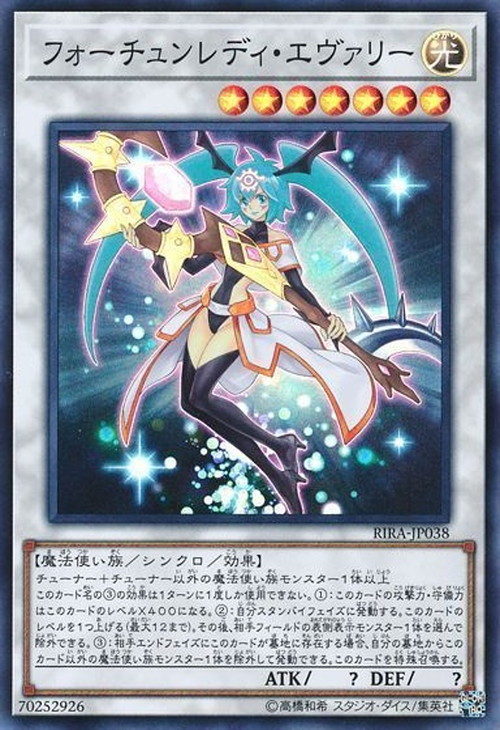 フォーチュンレディ・エヴァリー
光
RIRA-JP038
【魔法使い族/シンクロ/効果】
チューナー+チューナー以外の魔法使い族モンスター1体以上
このカード名の③の効果は1ターンに1度しか使用できない。①:このカードの攻撃力・守備力
はこのカードのレベル×400になる。②:自分スタンバイフェイズに発動する。このカードの
レベルを1つ上げる(最大12まで)。その後、相手フィールドの表側表示モンスター1体を選んで
除外できる。③:相手エンドフェイズにこのカードが墓地に存在する場合、自分の墓地からこの
カード以外の魔法使い族モンスター1体を除外して発動できる。このカードを特殊召喚する。
ATK/ ? DEF/ ?
70252926
©高橋和希 スタジオ・ダイス/集英社